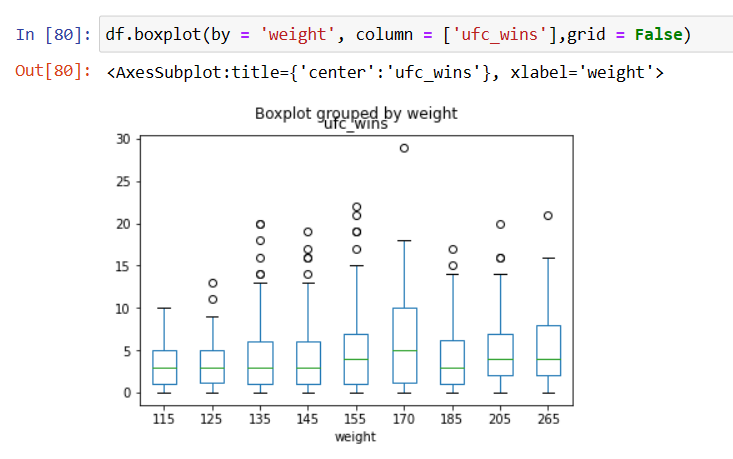 In [80]: df.boxplot(by = 'weight', column = ['ufc_wins'],grid = False)
Out[80]: <AxesSubplot:title={'center':'ufc_wins'}, xlabel='weight'>
Boxplot grouped by weight
ufc_wins
30
25
20
15
10
5
0
115 125 135 145 155 170 185 205 265
weight